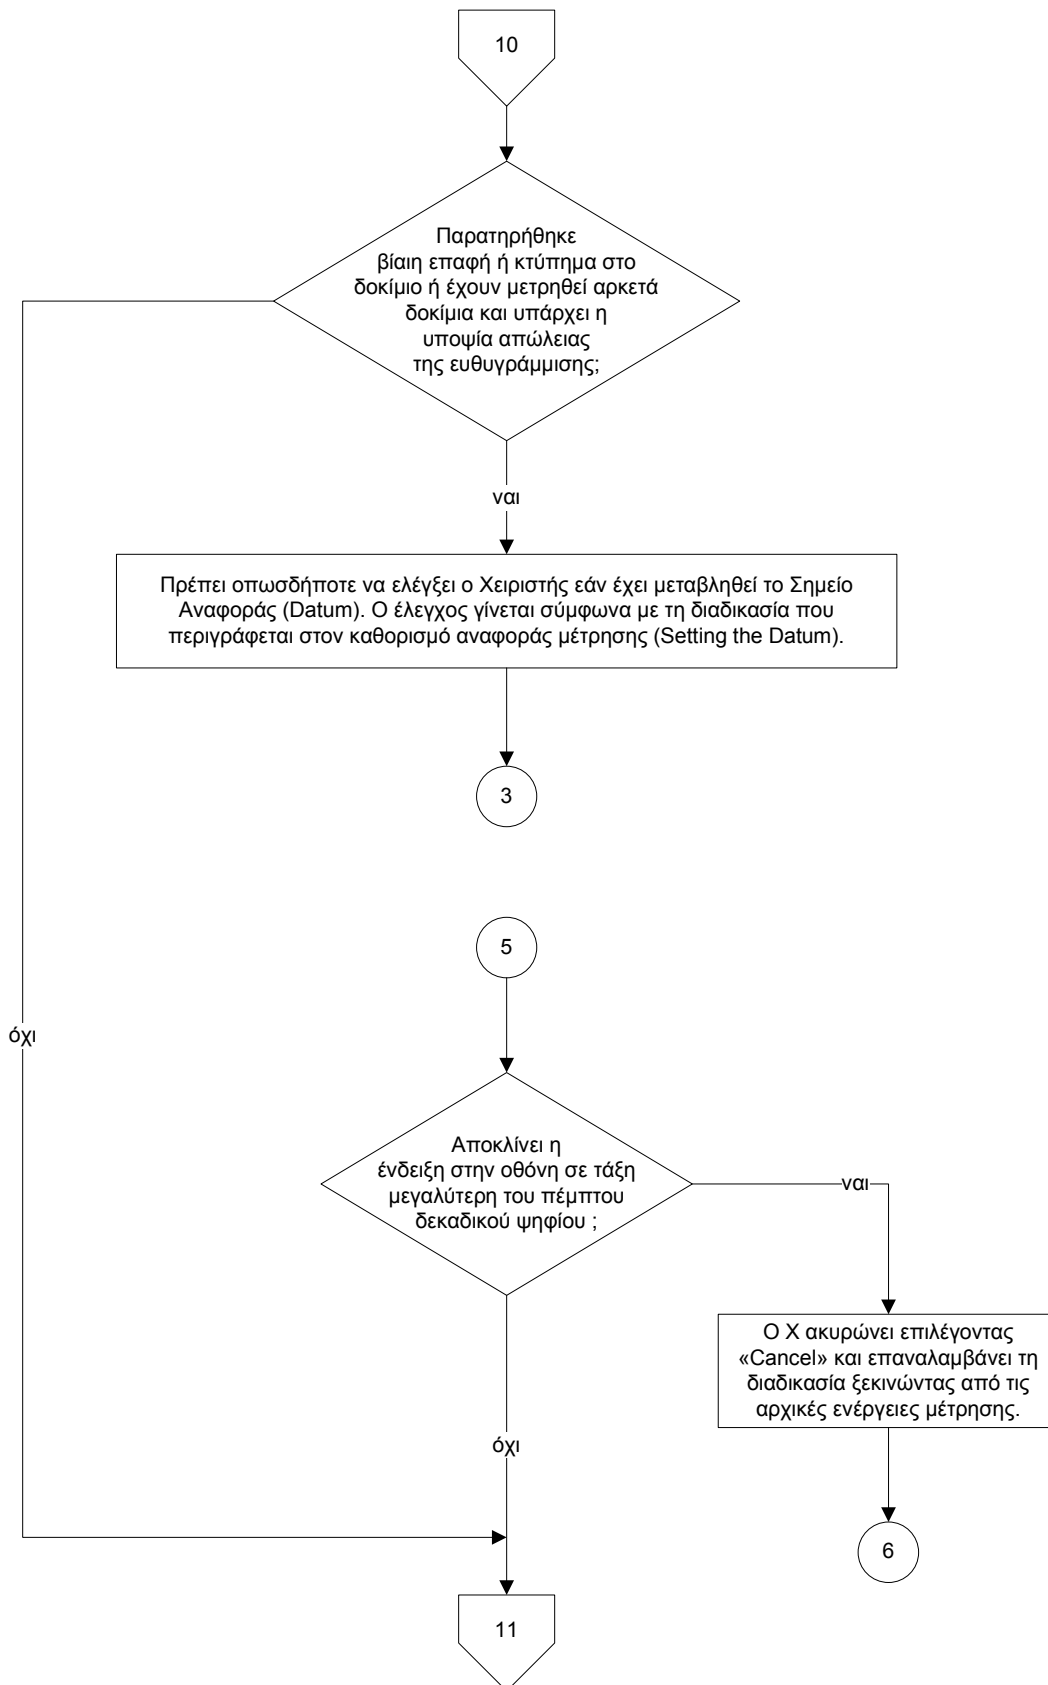 10
Παρατηρήθηκε
βίαιη επαφή ή κτύπημα στο
δοκίμιο ή έχουν μετρηθεί αρκετά
δοκίμια και υπάρχει η
υποψία απώλειας
της ευθυγράμμισης;
ναι
Πρέπει οπωσδήποτε να ελέγξει ο Χειριστής εάν έχει μεταβληθεί το Σημείο
Αναφοράς (Datum). Ο έλεγχος γίνεται σύμφωνα με τη διαδικασία που
περιγράφεται στον καθορισμό αναφοράς μέτρησης (Setting the Datum).
3
5
όχι
Αποκλίνει η
ένδειξη στην οθόνη σε τάξη
μεγαλύτερη του πέμπτου
δεκαδικού ψηφίου ;
ναι
Ο Χ ακυρώνει επιλέγοντας
«Cancel» και επαναλαμβάνει τη
διαδικασία ξεκινώντας από τις
αρχικές ενέργειες μέτρησης.
όχι
6
11